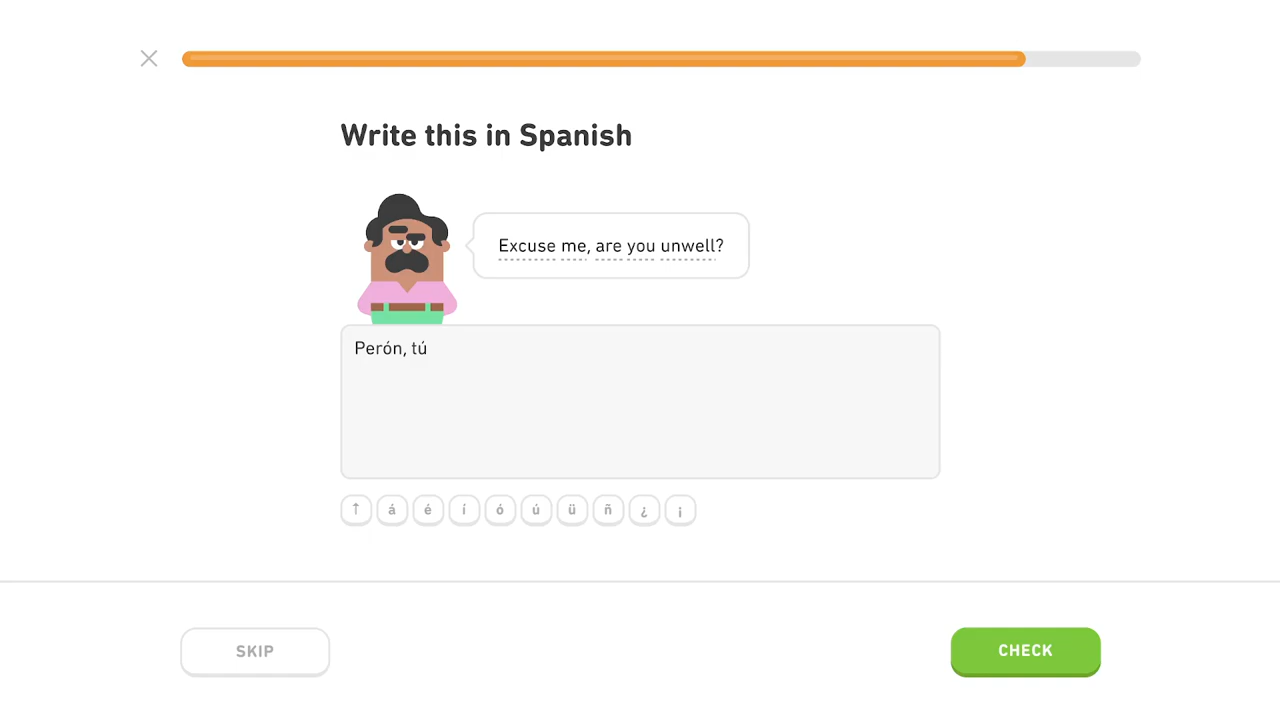 Write this in Spanish
Excuse me, are you unwell?
Perón, tú
↑ á é í ó ú ü ñ ¿ ¡
SKIP
CHECK